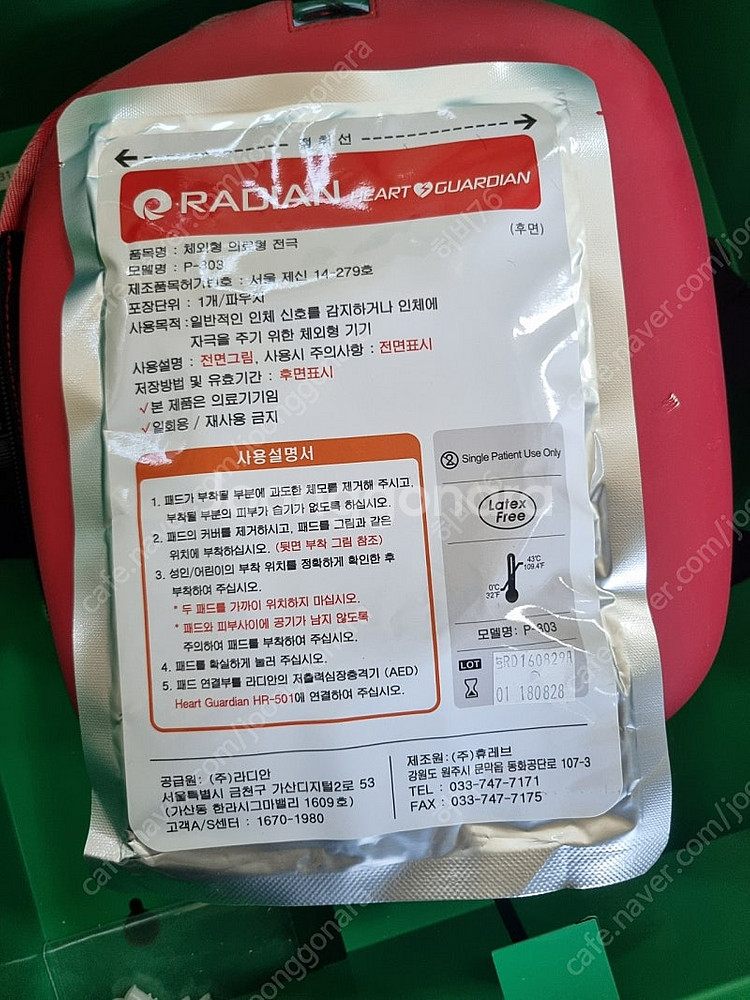 절취선
RADIAN HEART GUARDIAN
(후면)
품목명 : 체외형 의료형 전극
모델명 : P-303
제조품목허가번호 : 서울 제신 14-279호
포장단위 : 1개/파우치
사용목적 : 일반적인 인체 신호를 감지하거나 인체에
자극을 주기 위한 체외형 기기
사용설명 : 전면그림, 사용시 주의사항 : 전면표시
저장방법 및 유효기간 : 후면표시
√본 제품은 의료기기임
√일회용 / 재사용 금지
사용설명서
1. 패드가 부착될 부분에 과도한 체모를 제거해 주시고,
부착될 부분의 피부가 습기가 없도록 하십시오.
2. 패드의 커버를 제거하시고, 패드를 그림과 같은
위치에 부착하십시오. (뒷면 부착 그림 참조)
3. 성인/어린이의 부착 위치를 정확하게 확인한 후
부착하여 주십시오.
* 두 패드를 가까이 위치하지 마십시오.
* 패드와 피부사이에 공기가 남지 않도록
주의하여 패드를 부착하여 주십시오.
4. 패드를 확실하게 눌러 주십시오.
5. 패드 연결부를 라디안의 저출력심장충격기 (AED)
Heart Guardian HR-501에 연결하여 주십시오.
2 Single Patient Use Only
Latex
Free
43℃
109.4℉
0℃
32℉
모델명: P-303
LOT SRD160829A
01 180828
공급원: (주)라디안
서울특별시 금천구 가산디지털2로 53
(가산동 한라시그마밸리 1609호)
고객A/S센터 : 1670-1980
제조원: (주)휴레브
강원도 원주시 문막읍 동화공단로 107-3
TEL : 033-747-7171
FAX : 033-747-7175
cafe.naver.com/joonggonara